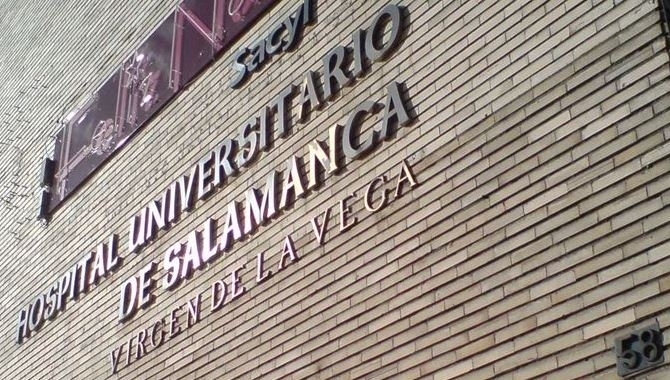 Sacyl
HOSPITAL UNIVERSITARIO
DE SALAMANCA
VIRGEN DE LA VEGA
58